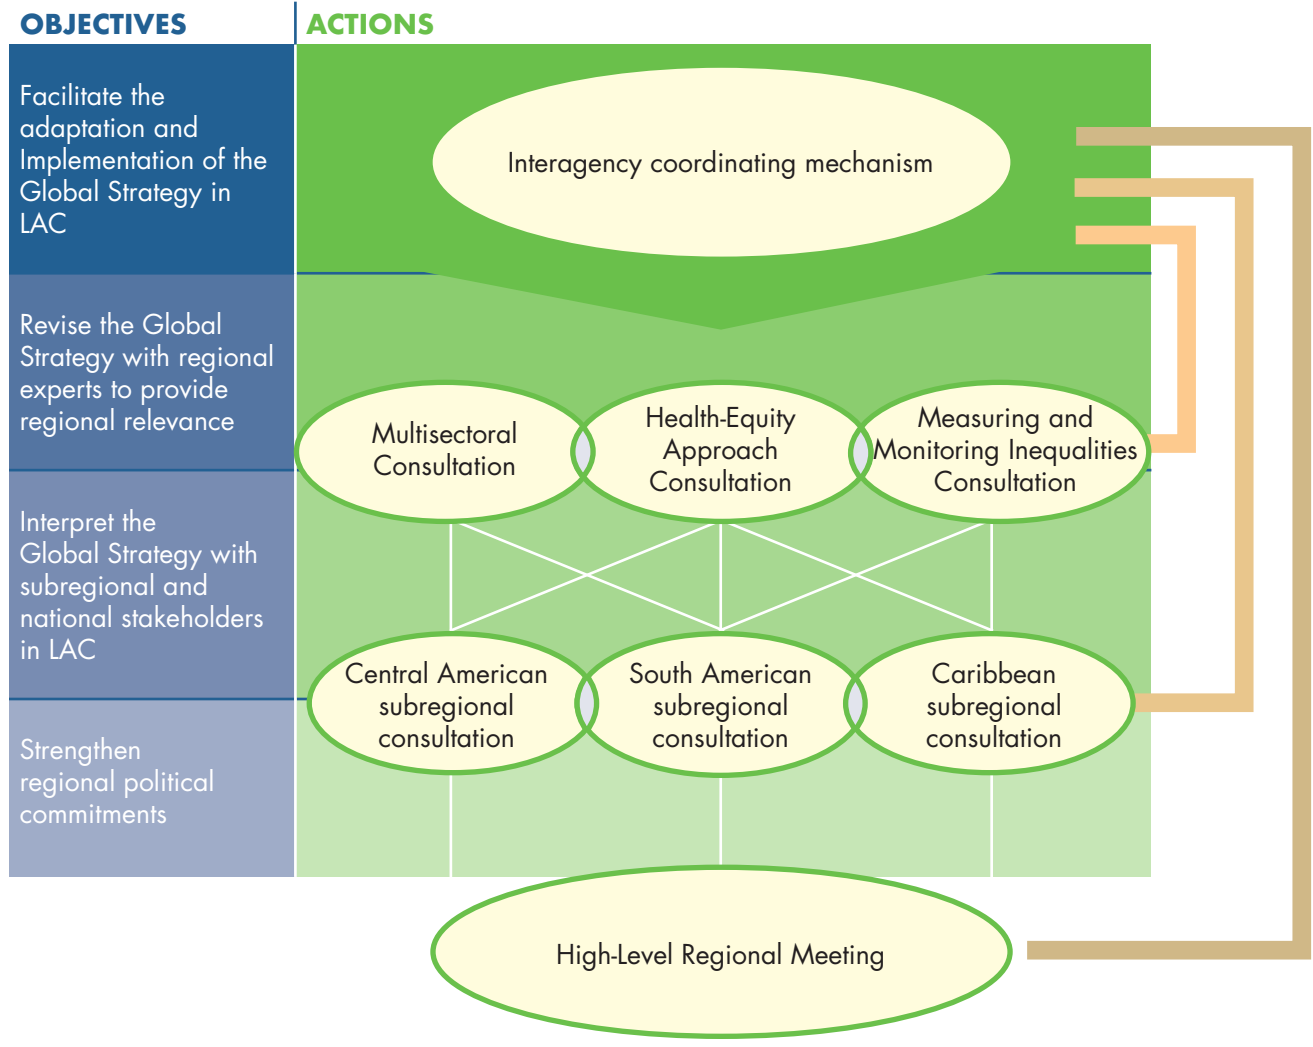 OBJECTIVES
ACTIONS
Facilitate the
adaptation and
Implementation of the
Global Strategy in
LAC
Interagency coordinating mechanism
Revise the Global
Strategy with regional
experts to provide
regional relevance
Multisectoral
Consultation
Health-Equity
Approach
Consultation
Measuring and
Monitoring Inequalities
Consultation
Interpret the
Global Strategy with
subregional and
national stakeholders
in LAC
Central American
subregional
consultation
South American
subregional
consultation
Caribbean
subregional
consultation
Strengthen
regional political
commitments
High-Level Regional Meeting